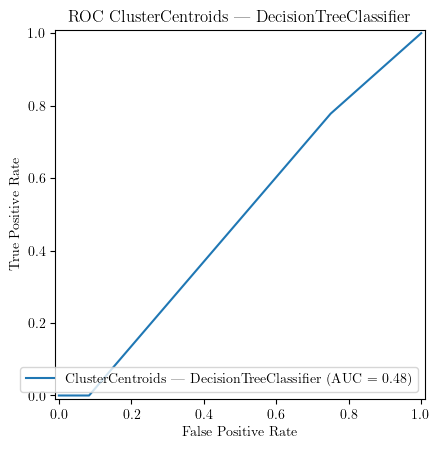 ROC ClusterCentroids — DecisionTreeClassifier
1.0
0.8
0.6
0.4
0.2
0.0
True Positive Rate
ClusterCentroids — DecisionTreeClassifier (AUC = 0.48)
0.0 0.2 0.4 0.6 0.8 1.0
False Positive Rate